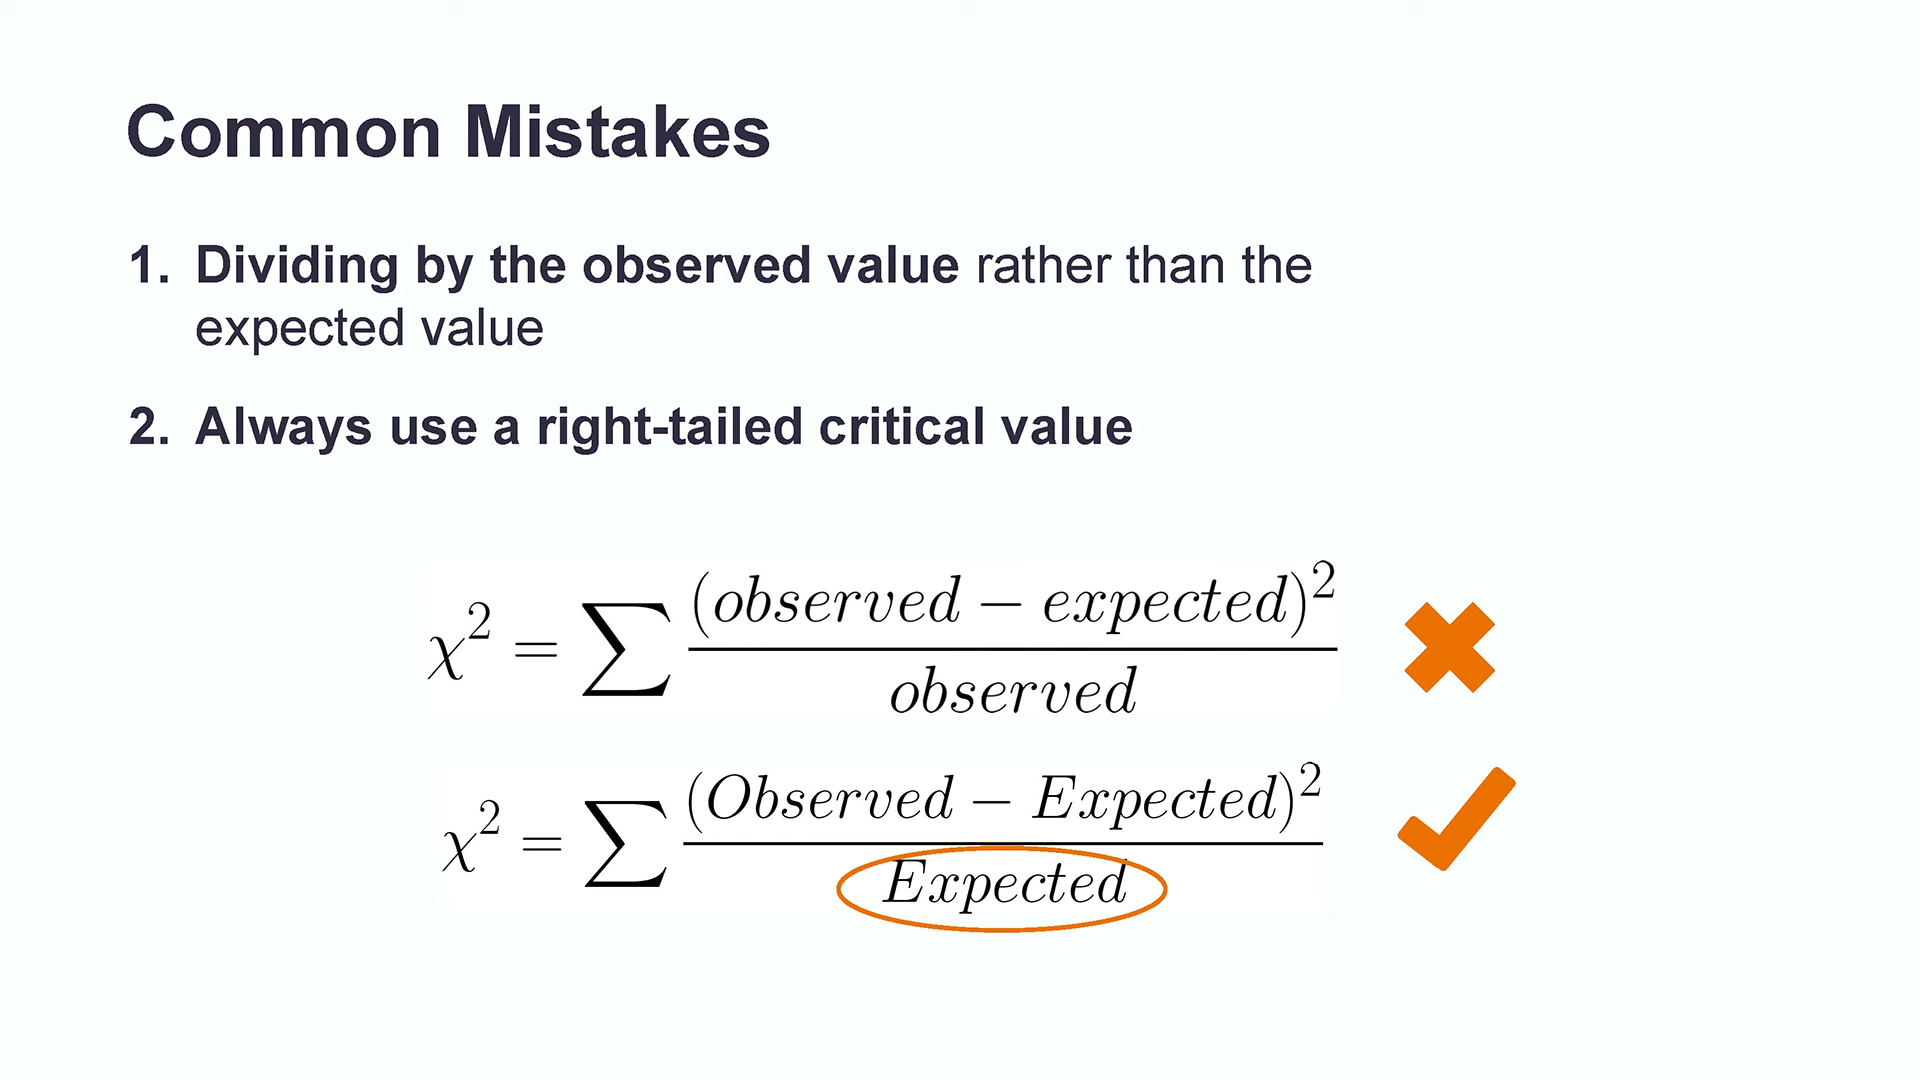 Common Mistakes
1. Dividing by the observed value rather than the
expected value
2. Always use a right-tailed critical value
χ² = ∑ (observed − expected)² / observed
χ² = ∑ (Observed − Expected)² / Expected